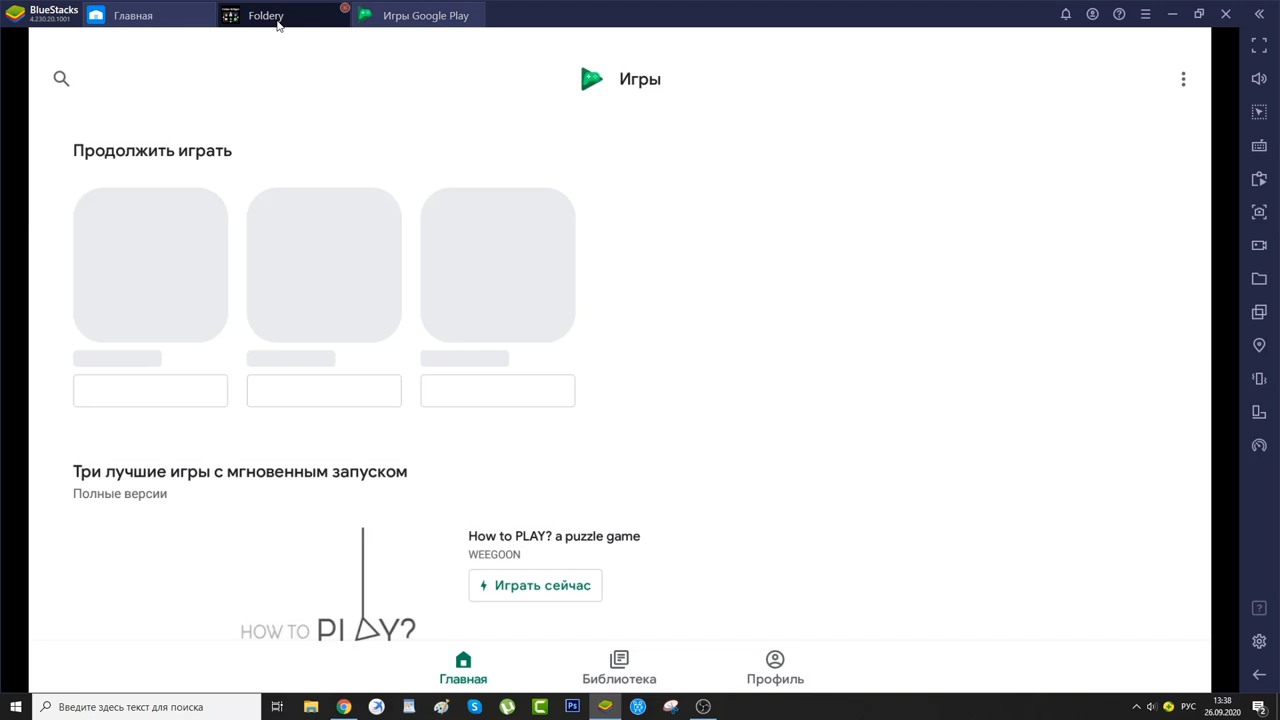 BlueStacks
4.230.20.1001
Главная
Foldery
Игры Google Play
Игры
Продолжить играть
Три лучшие игры с мгновенным запуском
Полные версии
How to PLAY? a puzzle game
WEEGOON
Играть сейчас
HOW TO PLAY?
Главная
Библиотека
Профиль
Введите здесь текст для поиска
РУС
13:38
26.09.2020
2